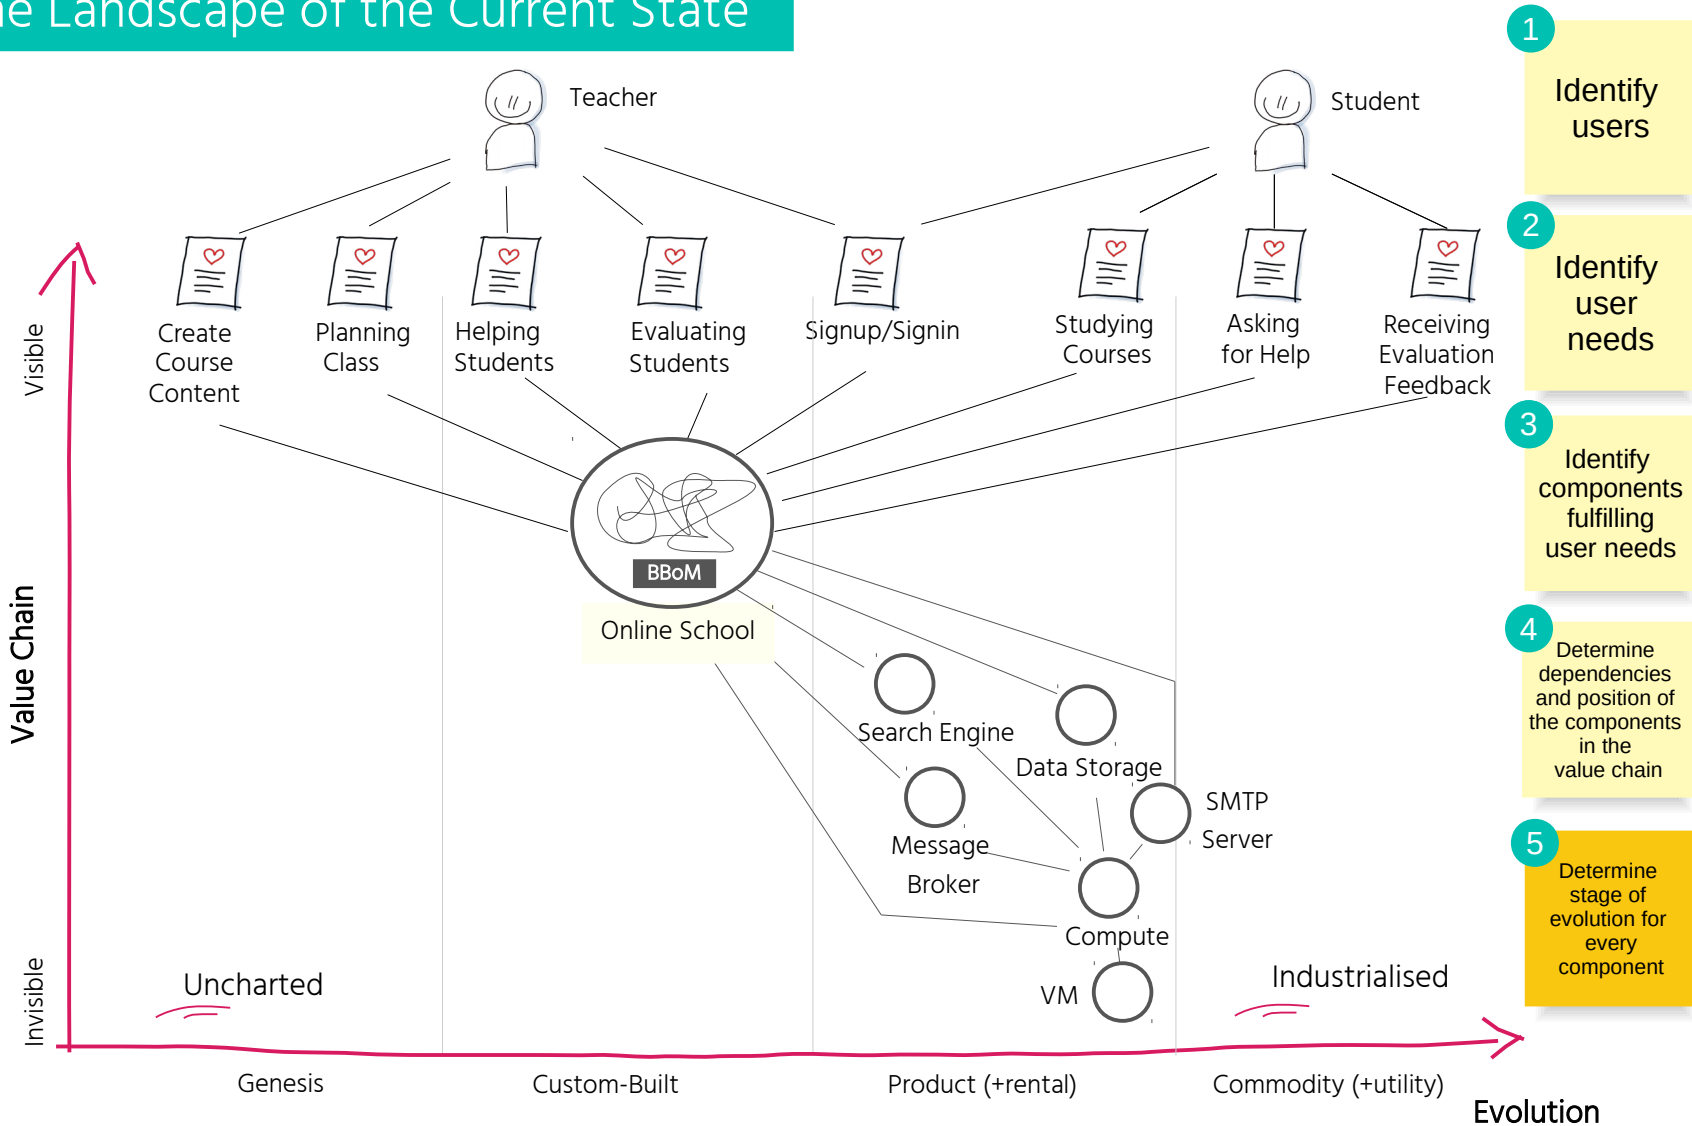 he Landscape of the Current State
Teacher
Student
Create
Course
Content
Planning
Class
Helping
Students
Evaluating
Students
Signup/Signin
Studying
Courses
Asking
for Help
Receiving
Evaluation
Feedback
Visible
Value Chain
Invisible
BBoM
Online School
Search Engine
Data Storage
Message
Broker
SMTP
Server
Compute
VM
Uncharted
Industrialised
Genesis
Custom-Built
Product (+rental)
Commodity (+utility)
Evolution
1
Identify
users
2
Identify
user
needs
3
Identify
components
fulfilling
user needs
4
Determine
dependencies
and position of
the components
in the
value chain
5
Determine
stage of
evolution for
every
component